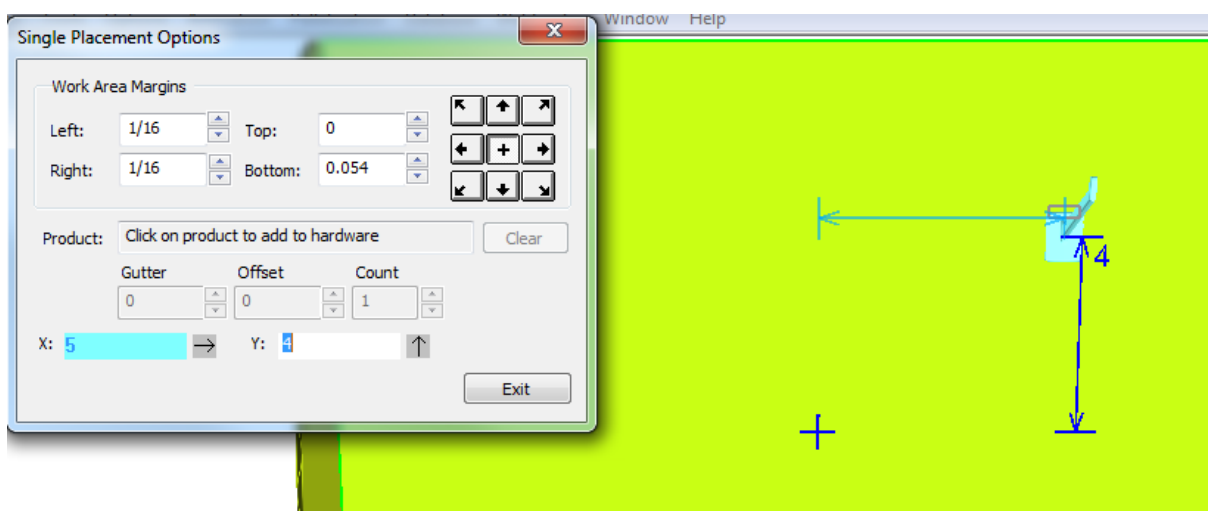 Window Help
Single Placement Options
Work Area Margins
Left: 1/16 Top: 0
Right: 1/16 Bottom: 0.054
Product: Click on product to add to hardware Clear
Gutter Offset Count
0 0 1
X: 5 Y: 4
Exit
4